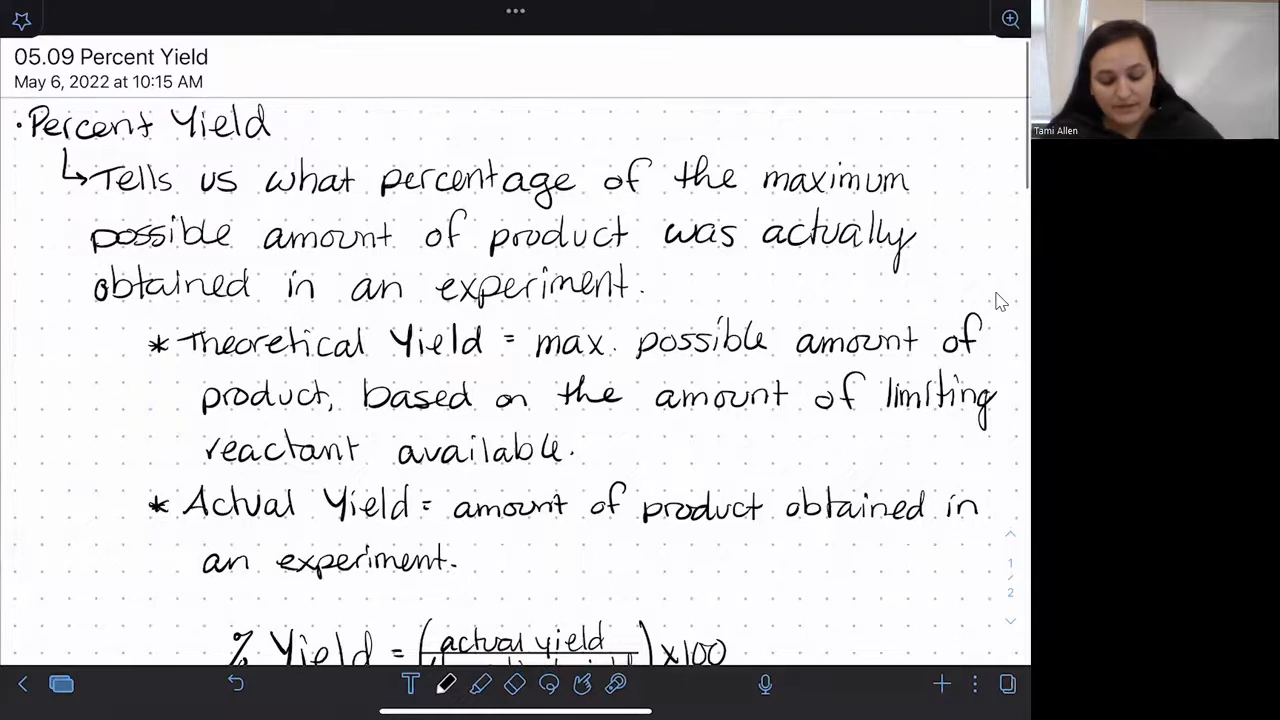 05.09 Percent Yield
May 6, 2022 at 10:15 AM
• Percent Yield
↳ Tells us what percentage of the maximum
possible amount of product was actually
obtained in an experiment.
* Theoretical Yield = max. possible amount of
product, based on the amount of limiting
reactant available.
* Actual Yield = amount of product obtained in
an experiment.
% Yield = (actual yield
) x100
1
/
2
T
Tami Allen